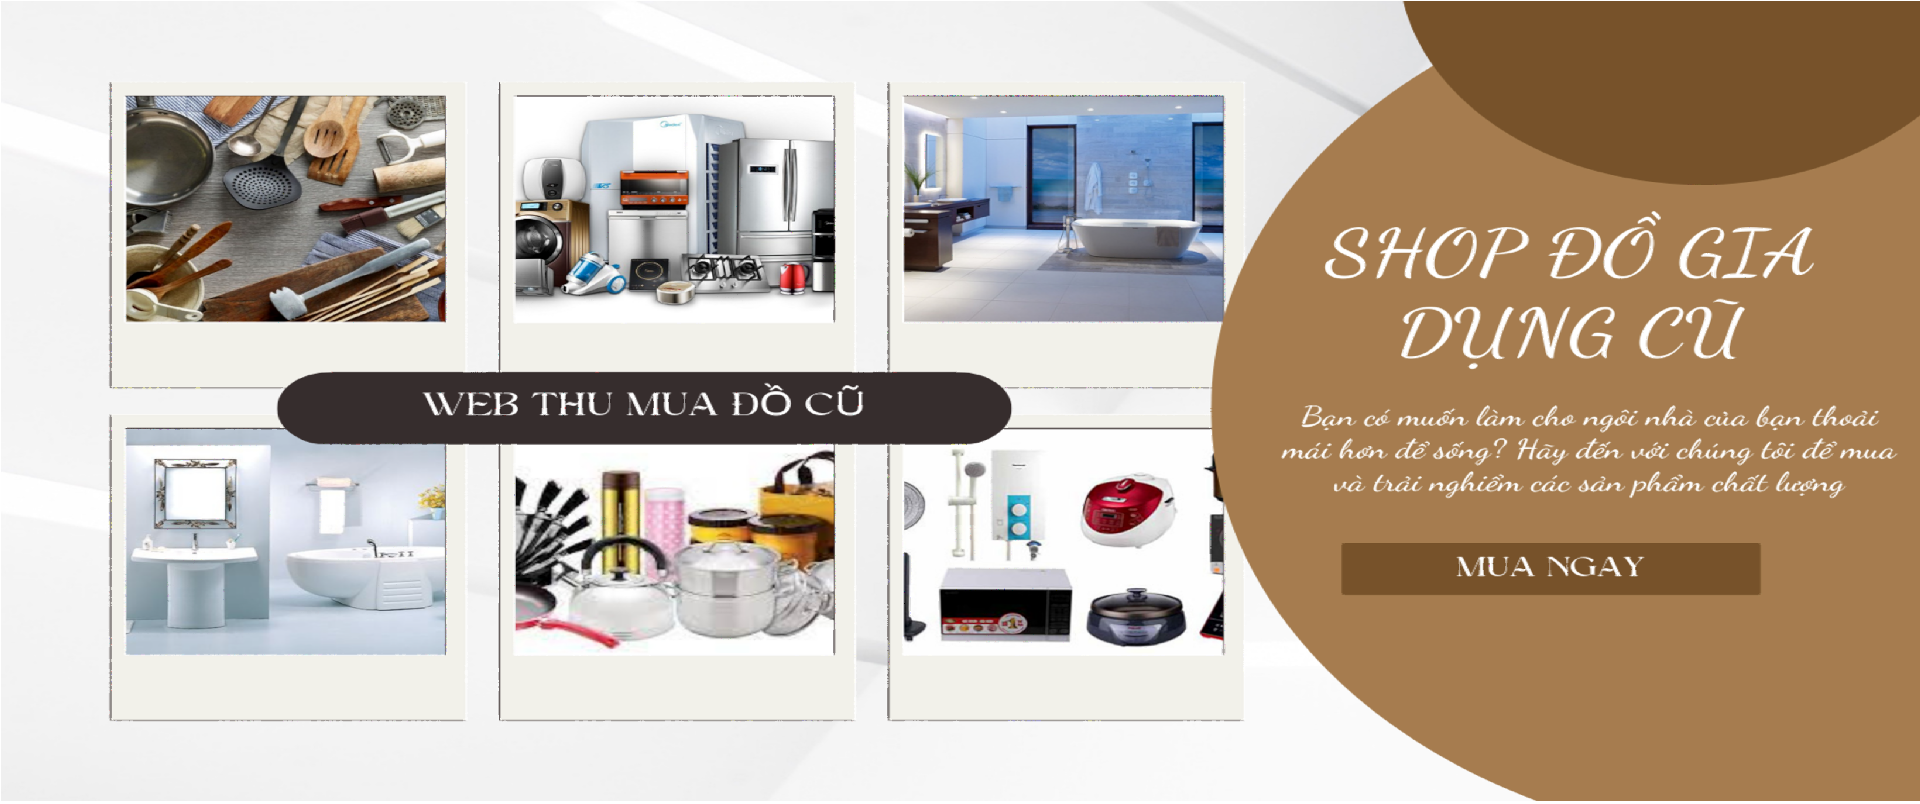 WEB THU MUA ĐỒ CŨ
SHOP ĐỒ GIA
DỤNG CŨ
Bạn có muốn làm cho ngôi nhà của bạn thoải
mái hơn để sống? Hãy đến với chúng tôi để mua
và trải nghiềm các sản phẩm chất lượng
MUA NGAY